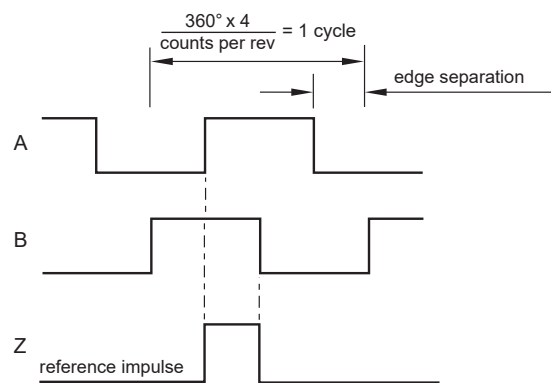 360° x 4
counts per rev
= 1 cycle
edge separation
A
B
Z
reference impulse